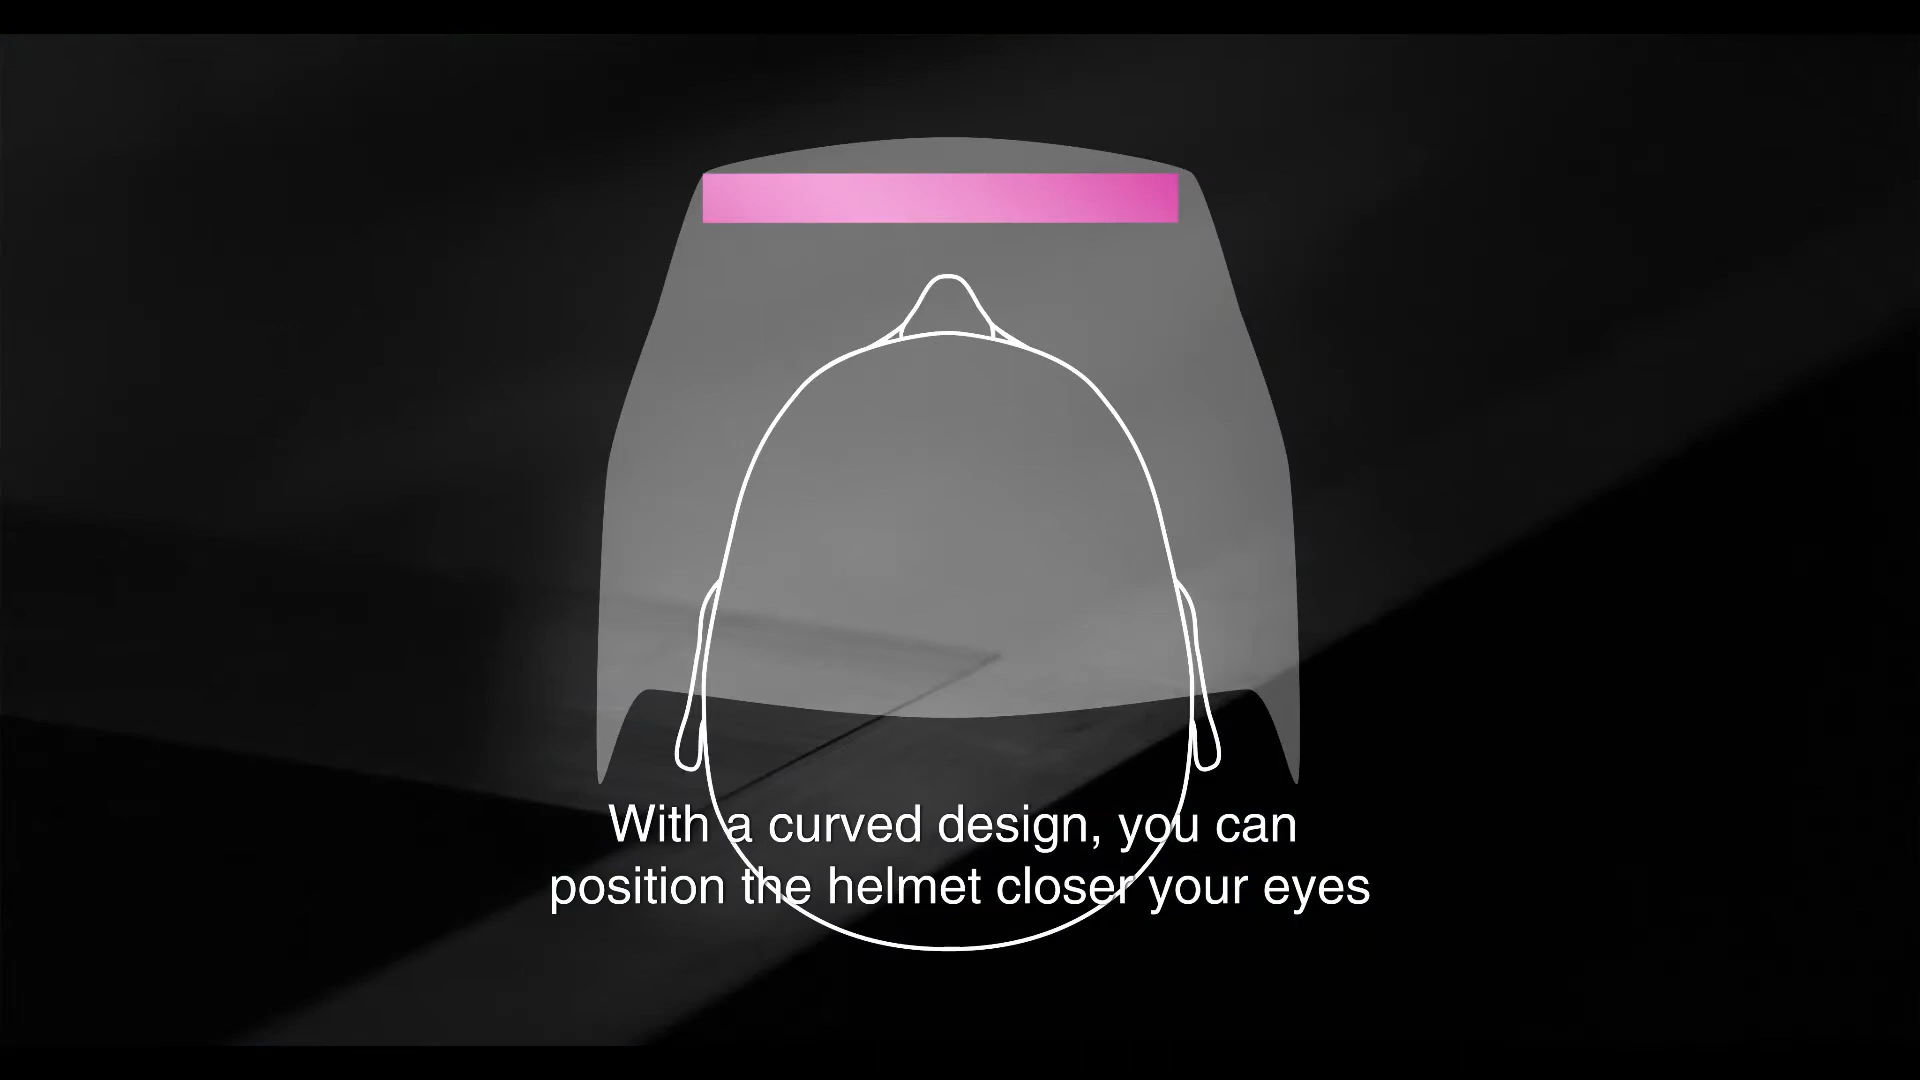 With a curved design, you can
position the helmet closer your eyes